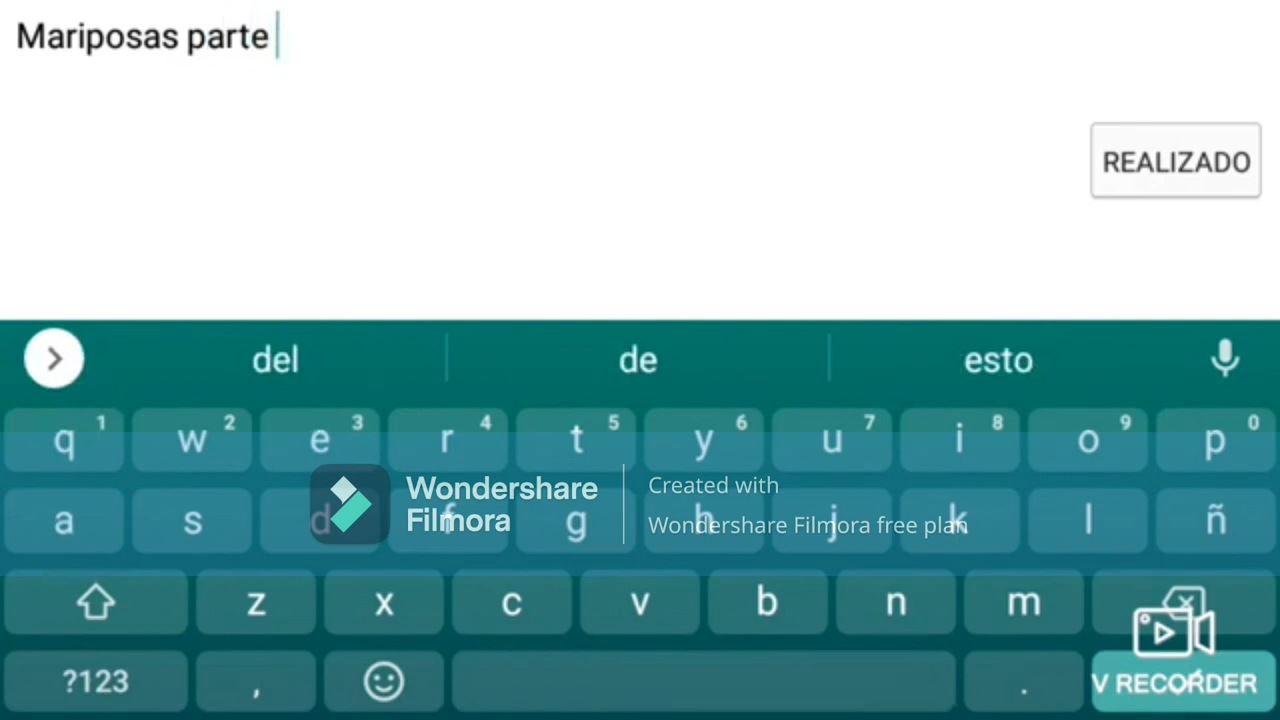 Mariposas parte
REALIZADO
del de esto
q 1 w 2 e 3 r 4 t 5 y 6 u 7 i 8 o 9 p 0
a s d f g h j k l ñ
Wondershare
Filmora
Created with
Wondershare Filmora free plan
z x c v b n m
?123 , .
V RECORDER